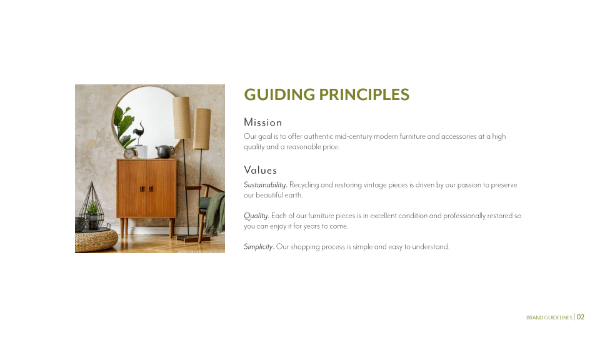 GUIDING PRINCIPLES
Mission
Our goal is to offer authentic mid-century modern furniture and accessories at a high
quality and a reasonable price.
Values
Sustainability. Recycling and restoring vintage pieces is driven by our passion to preserve
our beautiful earth.
Quality. Each of our furniture pieces is in excellent condition and professionally restored so
you can enjoy it for years to come.
Simplicity. Our shopping process is simple and easy to understand.
BRAND GUIDELINES | 02